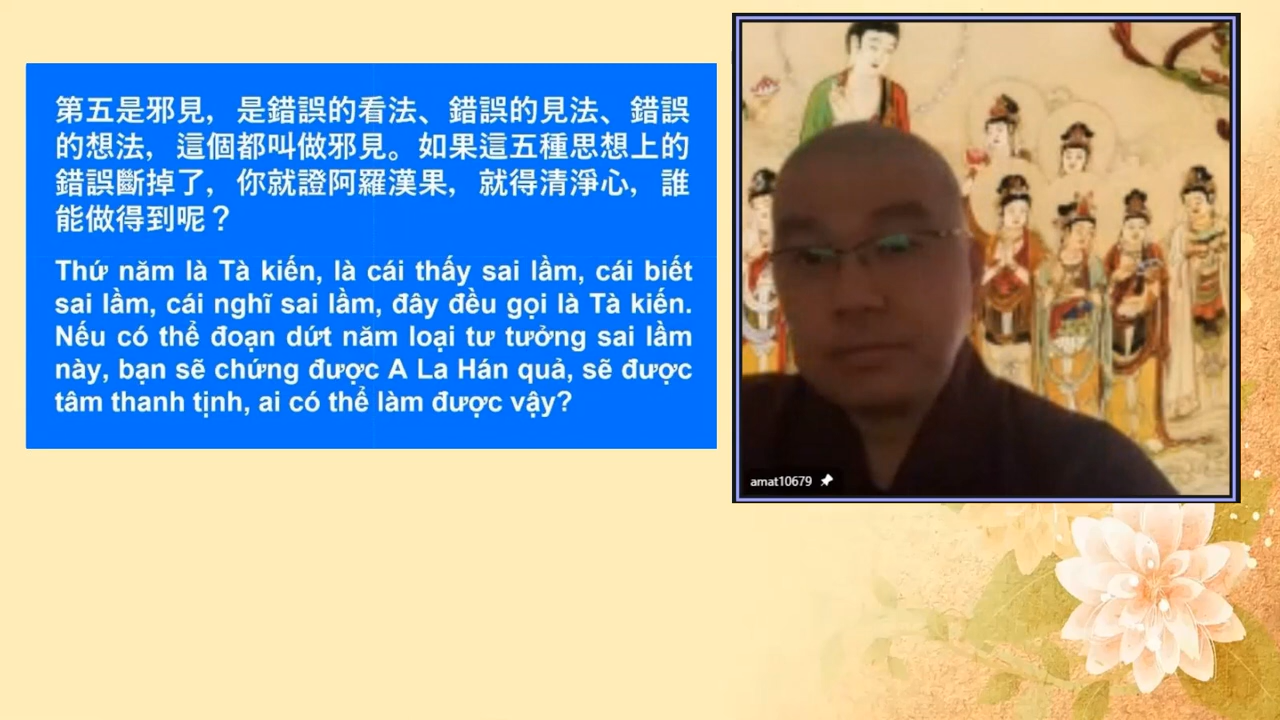 第五是邪見，是錯誤的看法、錯誤的見法、錯誤
的想法，這個都叫做邪見。如果這五種思想上的
錯誤斷掉了，你就證阿羅漢果，就得清淨心，誰
能做得到呢？
Thứ năm là Tà kiến, là cái thấy sai lầm, cái biết
sai lầm, cái nghĩ sai lầm, đây đều gọi là Tà kiến.
Nếu có thể đoạn dứt năm loại tư tưởng sai lầm
này, bạn sẽ chứng được A La Hán quả, sẽ được
tâm thanh tịnh, ai có thể làm được vậy?
amat10679